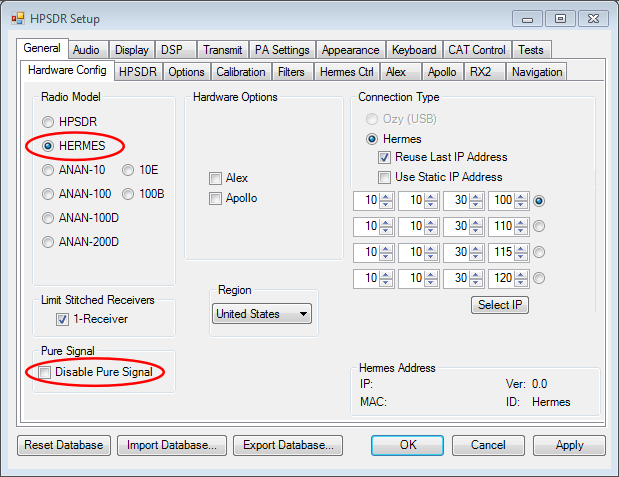 HPSDR Setup
General Audio Display DSP Transmit PA Settings Appearance Keyboard CAT Control Tests
Hardware Config HPSDR Options Calibration Filters Hermes Ctrl Alex Apollo RX2 Navigation
Radio Model
HPSDR
HERMES
ANAN-10 10E
ANAN-100 100B
ANAN-100D
ANAN-200D
Hardware Options
Alex
Apollo
Connection Type
Ozy (USB)
Hermes
Reuse Last IP Address
Use Static IP Address
10 10 30 100
10 10 30 110
10 10 30 115
10 10 30 120
Select IP
Limit Stitched Receivers
1-Receiver
Region
United States
Pure Signal
Disable Pure Signal
Hermes Address
IP: Ver: 0.0
MAC: ID: Hermes
Reset Database Import Database... Export Database... OK Cancel Apply